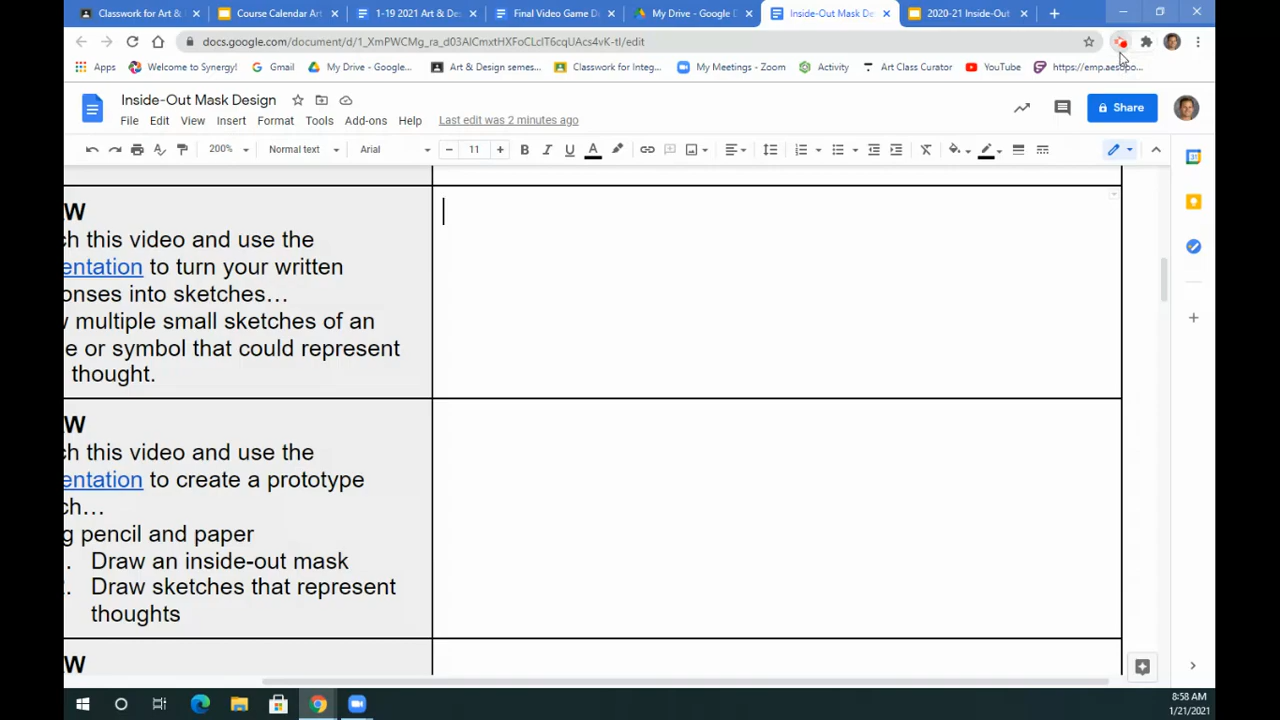 Classwork for Art &
Course Calendar Art
1-19 2021 Art & De
Final Video Game D
My Drive - Google D
Inside-Out Mask De
2020-21 Inside-Out
docs.google.com/document/d/1_XmPWCMg_ra_d03AlCmxtHXFoCLclT6cqUAcs4vK-tI/edit
Apps
Welcome to Synergy!
Gmail
My Drive - Google...
Art & Design semes...
Classwork for Integ...
My Meetings - Zoom
Activity
Art Class Curator
YouTube
https://emp.aesopo...
Inside-Out Mask Design
Share
File Edit View Insert Format Tools Add-ons Help Last edit was 2 minutes ago
200% Normal text Arial 11 B I U A
W
ch this video and use the
entation to turn your written
onses into sketches…
w multiple small sketches of an
e or symbol that could represent
thought.
W
ch this video and use the
entation to create a prototype
ch…
g pencil and paper
. Draw an inside-out mask
. Draw sketches that represent
thoughts
W
8:58 AM
1/21/2021